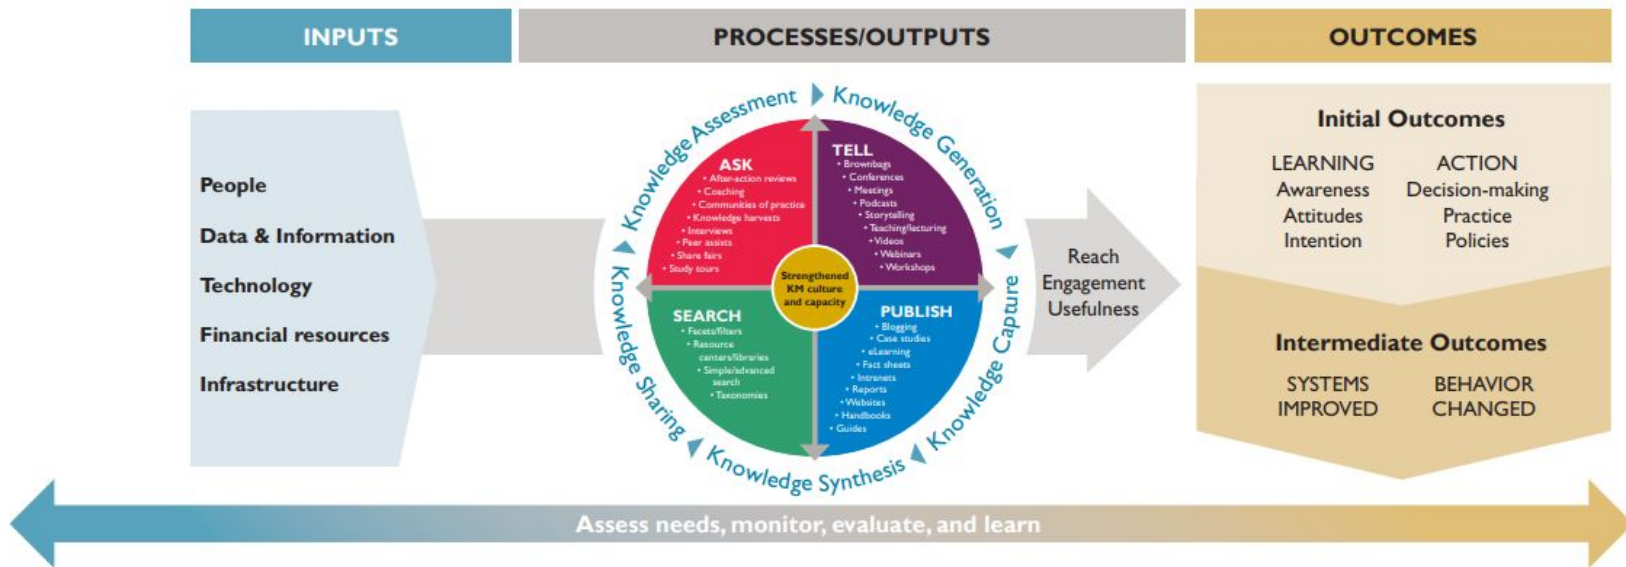 INPUTS
PROCESSES/OUTPUTS
OUTCOMES
People
Data & Information
Technology
Financial resources
Infrastructure
Knowledge Assessment
Knowledge Generation
Knowledge Capture
Knowledge Synthesis
Knowledge Sharing
ASK
• After-action reviews
• Coaching
• Communities of practice
• Knowledge harvests
• Interviews
• Peer assists
• Share fairs
• Study tours
TELL
• Brownbags
• Conferences
• Meetings
• Podcasts
• Storytelling
• Teaching/lecturing
• Videos
• Webinars
• Workshops
Strengthened
KM culture
and capacity
SEARCH
• Facets/filters
• Resource
centers/libraries
• Simple/advanced
search
• Taxonomies
PUBLISH
• Blogging
• Case studies
• eLearning
• Fact sheets
• Intranets
• Reports
• Websites
• Handbooks
• Guides
Reach
Engagement
Usefulness
Initial Outcomes
LEARNING
Awareness
Attitudes
Intention
ACTION
Decision-making
Practice
Policies
Intermediate Outcomes
SYSTEMS
IMPROVED
BEHAVIOR
CHANGED
Assess needs, monitor, evaluate, and learn